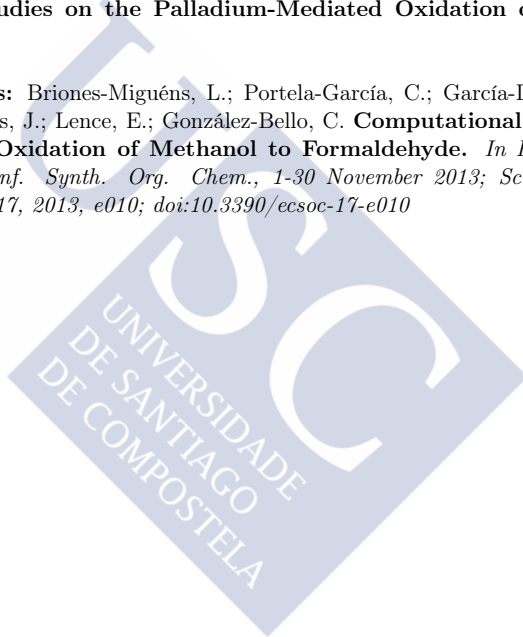 udies on the Palladium-Mediated Oxidation
s: Briones-Miguéns, L.; Portela-García, C.;
s, J.; Lence, E.; González-Bello, C. Computational
Oxidation of Methanol to Formaldehyde. In
nf. Synth. Org. Chem., 1-30 November 2013;
17, 2013, e010; doi:10.3390/ecsoc-17-e010
USC
UNIVERSIDADE
DE SANTIAGO
DE COMPOSTELA